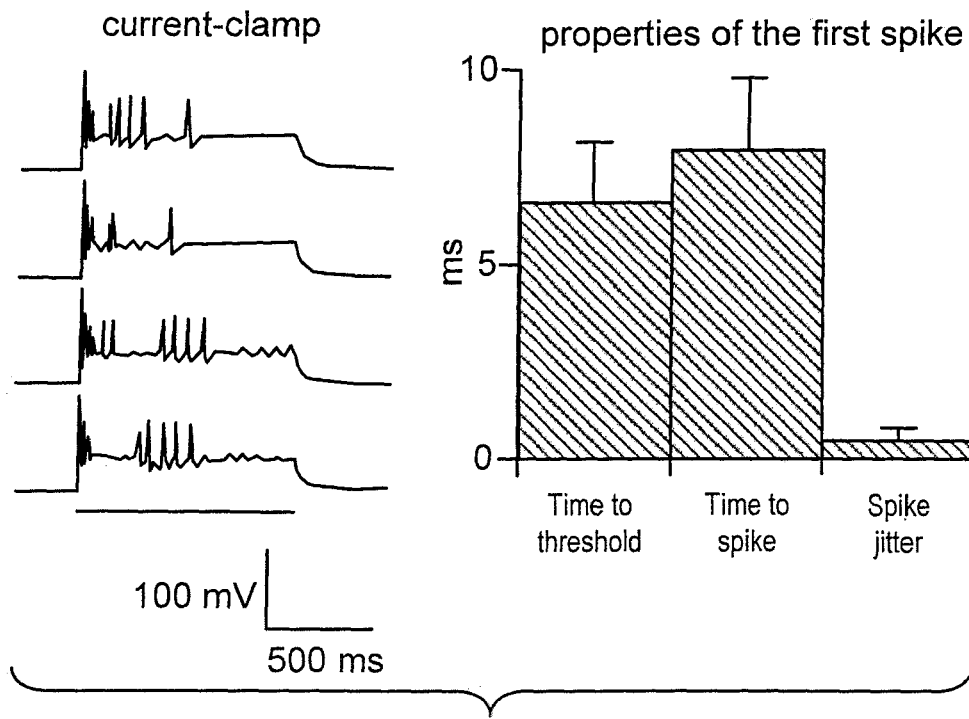 current-clamp
properties of the first spike
10
5
0
ms
Time to
threshold
Time to
spike
Spike
jitter
100 mV
500 ms